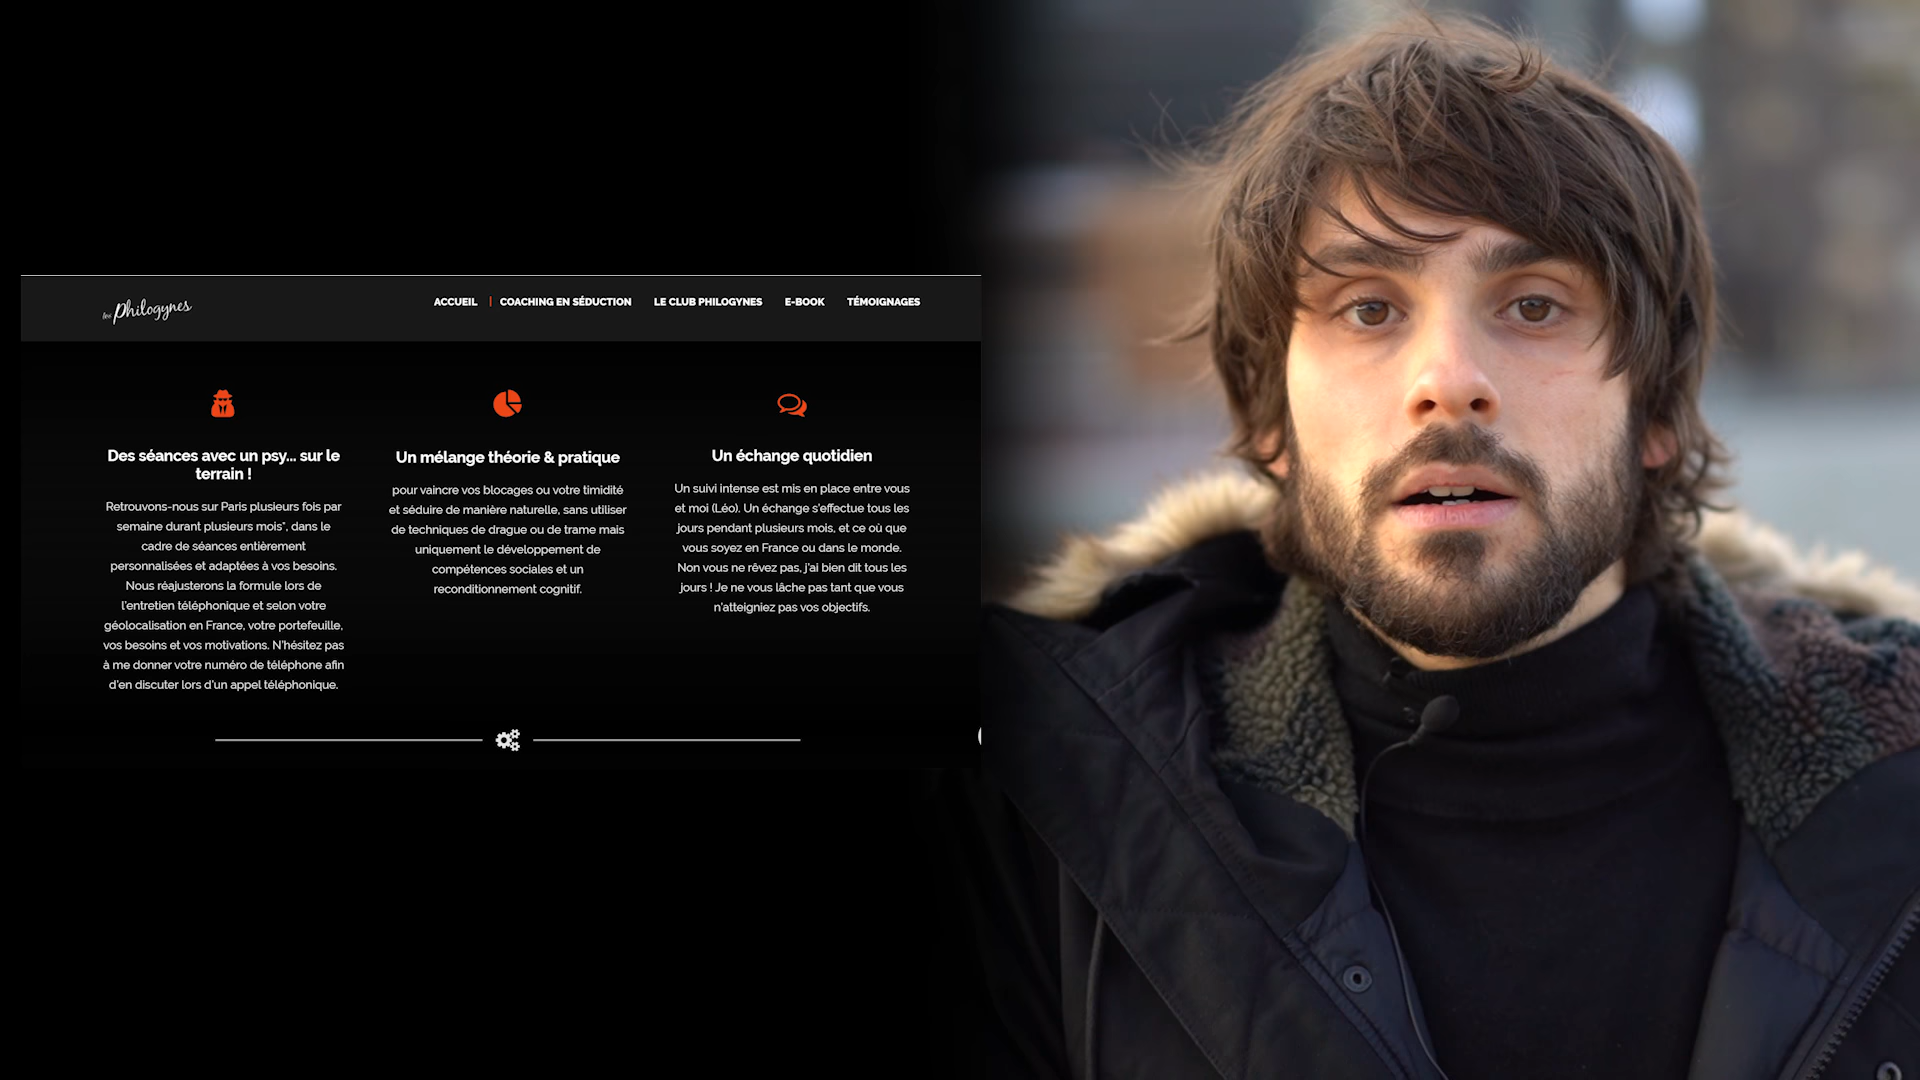 les Philogynes
ACCUEIL
COACHING EN SÉDUCTION
LE CLUB PHILOGYNES
E-BOOK
TÉMOIGNAGES
Des séances avec un psy... sur le
terrain !
Retrouvons-nous sur Paris plusieurs fois par
semaine durant plusieurs mois*, dans le
cadre de séances entièrement
personnalisées et adaptées à vos besoins.
Nous réajusterons la formule lors de
l'entretien téléphonique et selon votre
géolocalisation en France, votre portefeuille,
vos besoins et vos motivations. N'hésitez pas
à me donner votre numéro de téléphone afin
d'en discuter lors d'un appel téléphonique.
Un mélange théorie & pratique
pour vaincre vos blocages ou votre timidité
et séduire de manière naturelle, sans utiliser
de techniques de drague ou de trame mais
uniquement le développement de
compétences sociales et un
reconditionnement cognitif.
Un échange quotidien
Un suivi intense est mis en place entre vous
et moi (Léo). Un échange s'effectue tous les
jours pendant plusieurs mois, et ce où que
vous soyez en France ou dans le monde.
Non vous ne rêvez pas, j'ai bien dit tous les
jours ! Je ne vous lâche pas tant que vous
n'atteigniez pas vos objectifs.